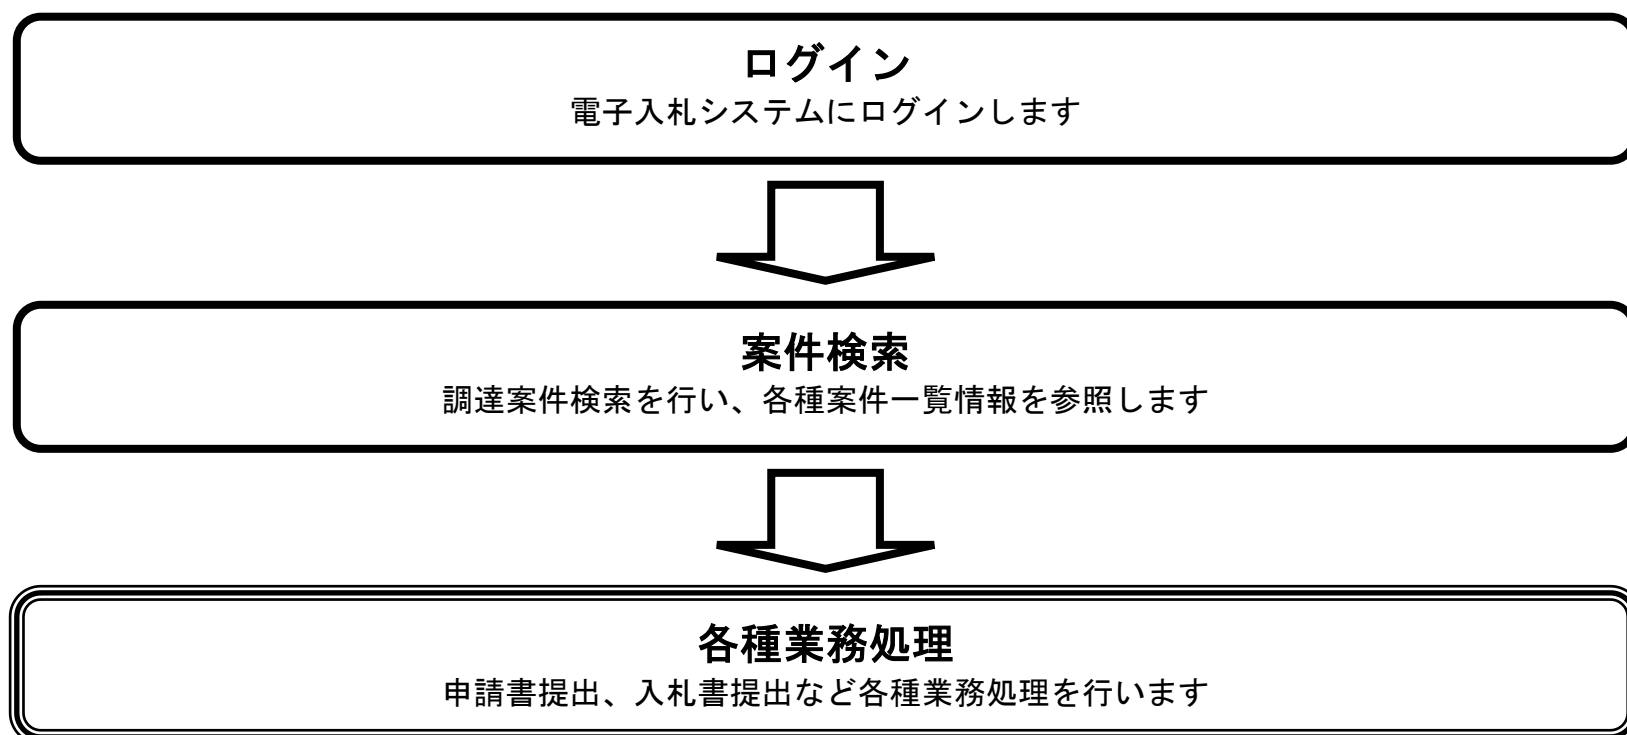 ログイン
電子入札システムにログインします
案件検索
調達案件検索を行い、各種案件一覧情報を参照します
各種業務処理
申請書提出、入札書提出など各種業務処理を行います